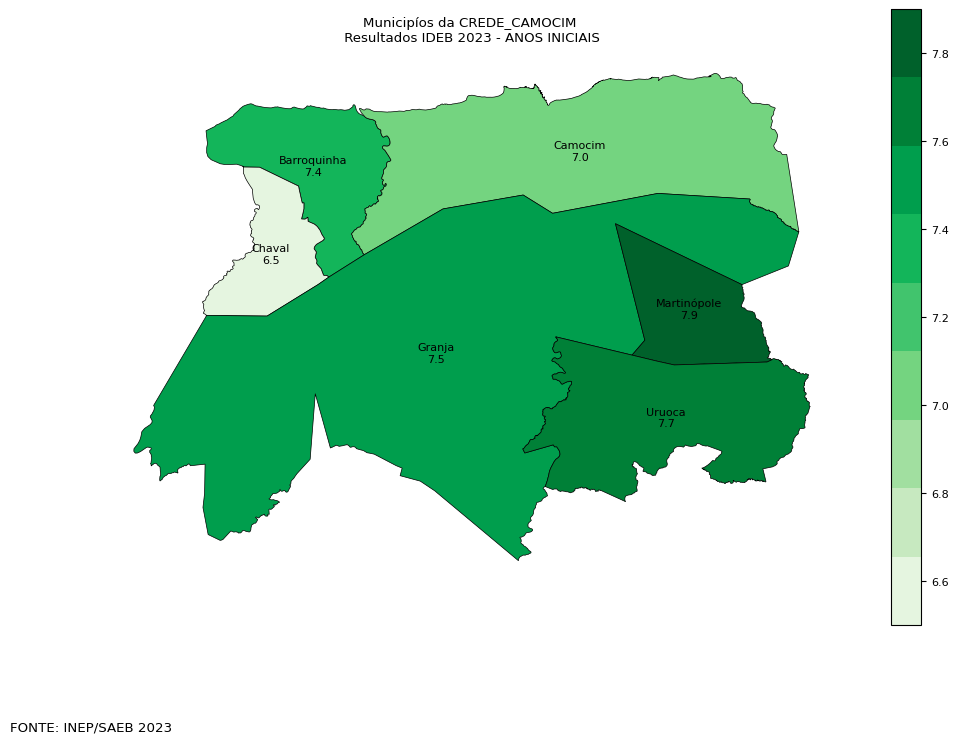 Municipíos da CREDE_CAMOCIM
Resultados IDEB 2023 - ANOS INICIAIS
Camocim
7.0
Barroquinha
7.4
Chaval
6.5
Martinópole
7.9
Granja
7.5
Uruoca
7.7
7.8
7.6
7.4
7.2
7.0
6.8
6.6
FONTE: INEP/SAEB 2023